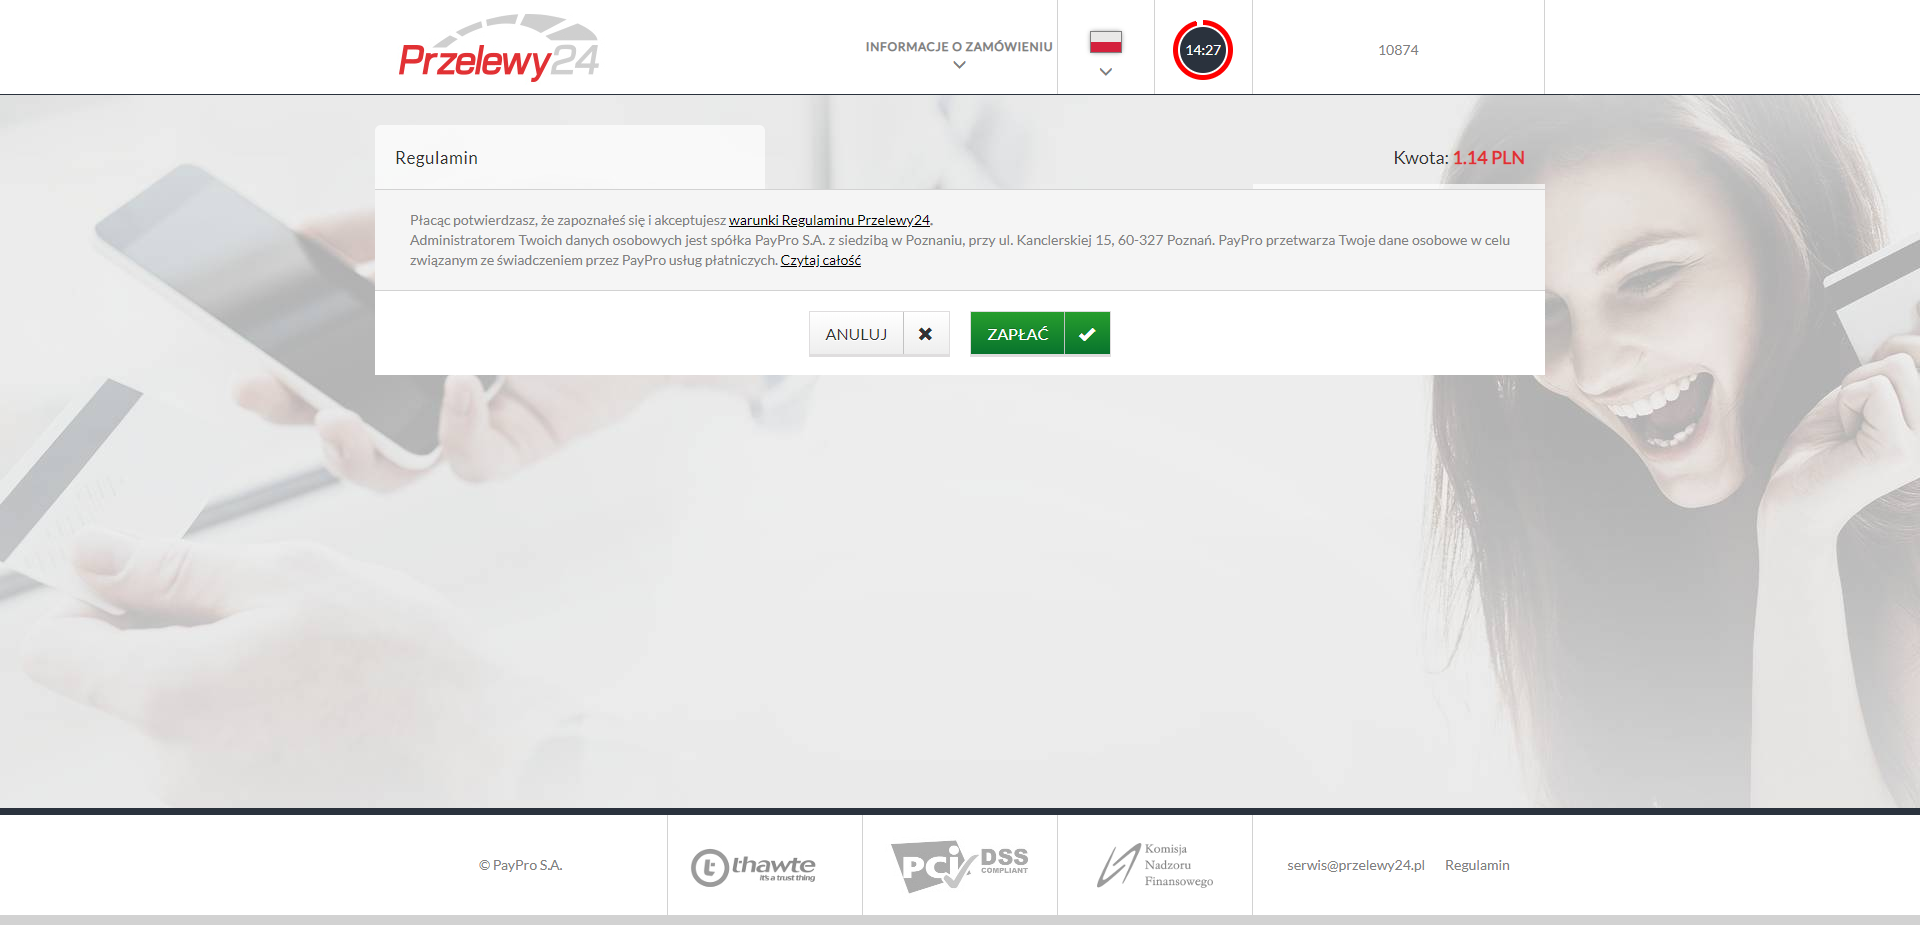 Przelewy24
INFORMACJE O ZAMÓWIENIU
14:27
10874
Regulamin
Kwota: 1.14 PLN
Płacąc potwierdzasz, że zapoznałeś się i akceptujesz warunki Regulaminu Przelewy24.
Administratorem Twoich danych osobowych jest spółka PayPro S.A. z siedzibą w Poznaniu, przy ul. Kanclerskiej 15, 60-327 Poznań. PayPro przetwarza Twoje dane osobowe w celu
związanym ze świadczeniem przez PayPro usług płatniczych. Czytaj całość
ANULUJ
ZAPŁAĆ
© PayPro S.A.
thawte
it's a trust thing
PCI DSS
COMPLIANT
Komisja
Nadzoru
Finansowego
serwis@przelewy24.pl
Regulamin